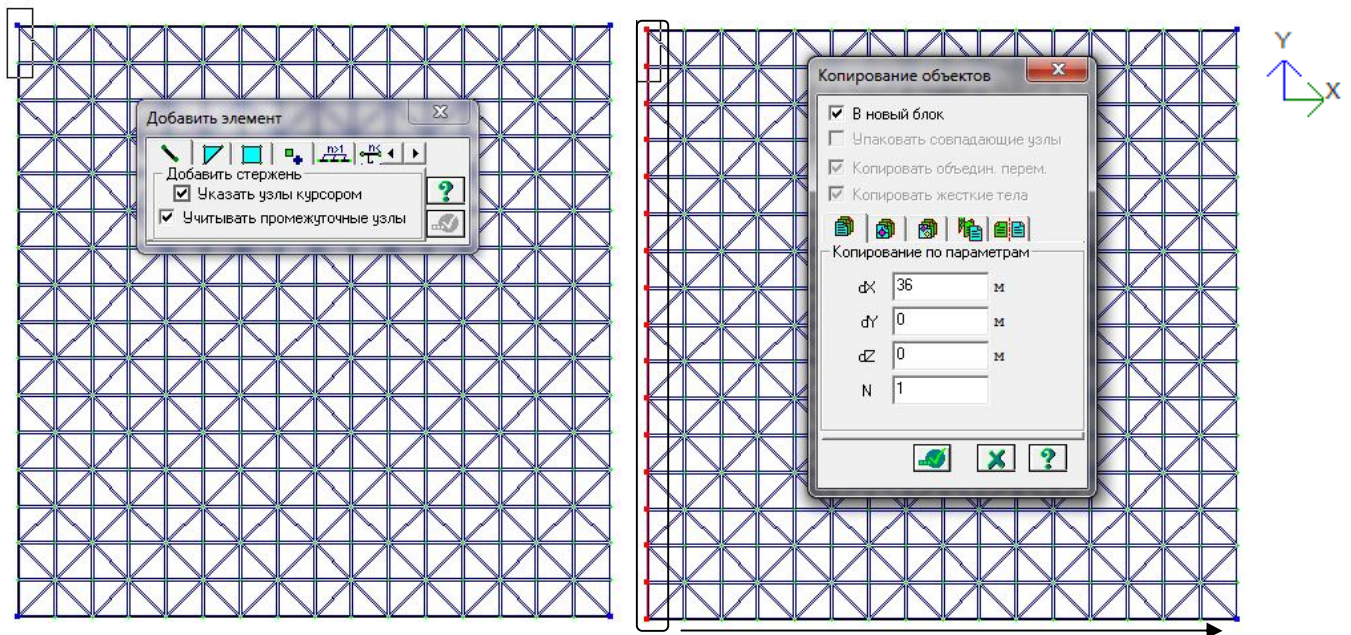 Добавить элемент
n>1
Добавить стержень
Указать узлы курсором
Учитывать промежуточные узлы
?
Копирование объектов
В новый блок
Упаковать совпадающие узлы
Копировать объедин. перем.
Копировать жесткие тела
Копирование по параметрам
dX 36 м
dY 0 м
dZ 0 м
N 1
?
Y
X